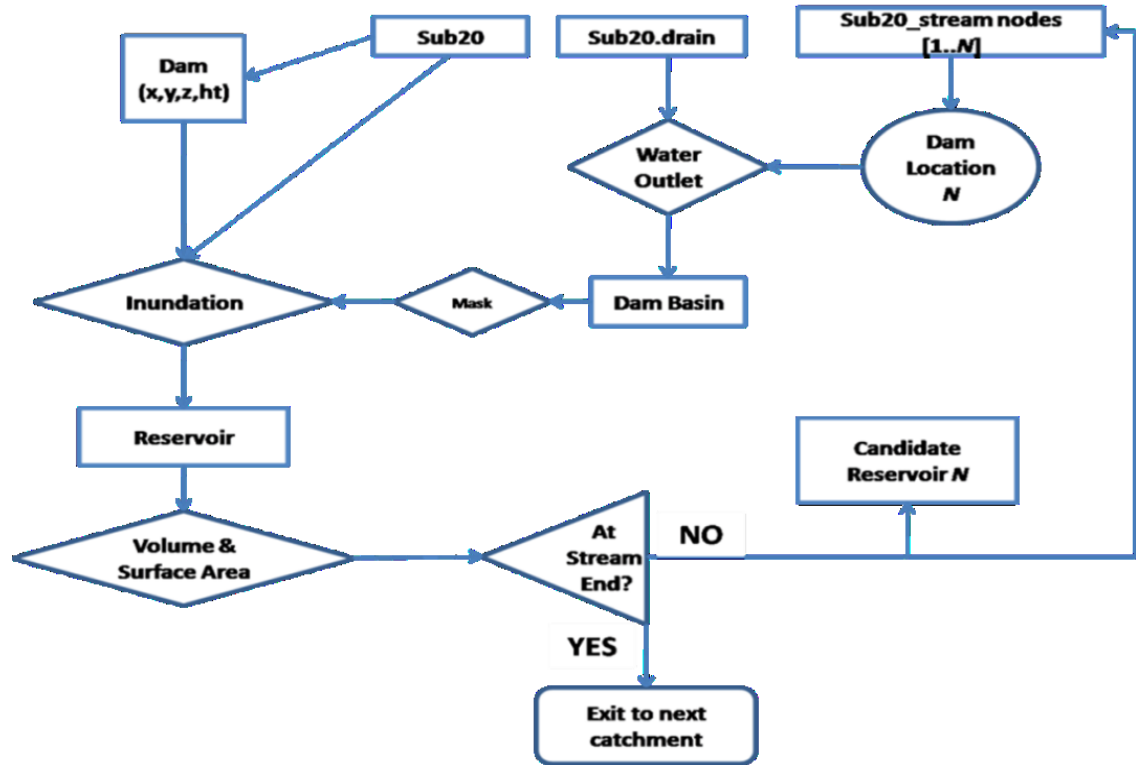 Dam
(x,y,z,ht)
Sub20
Sub20.drain
Sub20_stream nodes
[1..N]
Water
Outlet
Dam
Location
N
Inundation
Mask
Dam Basin
Reservoir
Candidate
Reservoir N
Volume &
Surface Area
At
Stream
End?
NO
YES
Exit to next
catchment